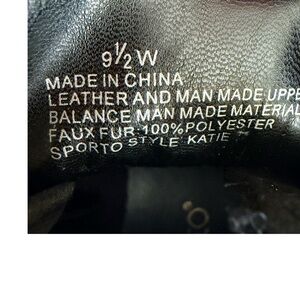 9½ W
MADE IN CHINA
LEATHER AND MAN MADE UPPE
BALANCE MAN MADE MATERIAL
FAUX FUR: 100% POLYESTER
SPORTO STYLE KATIE